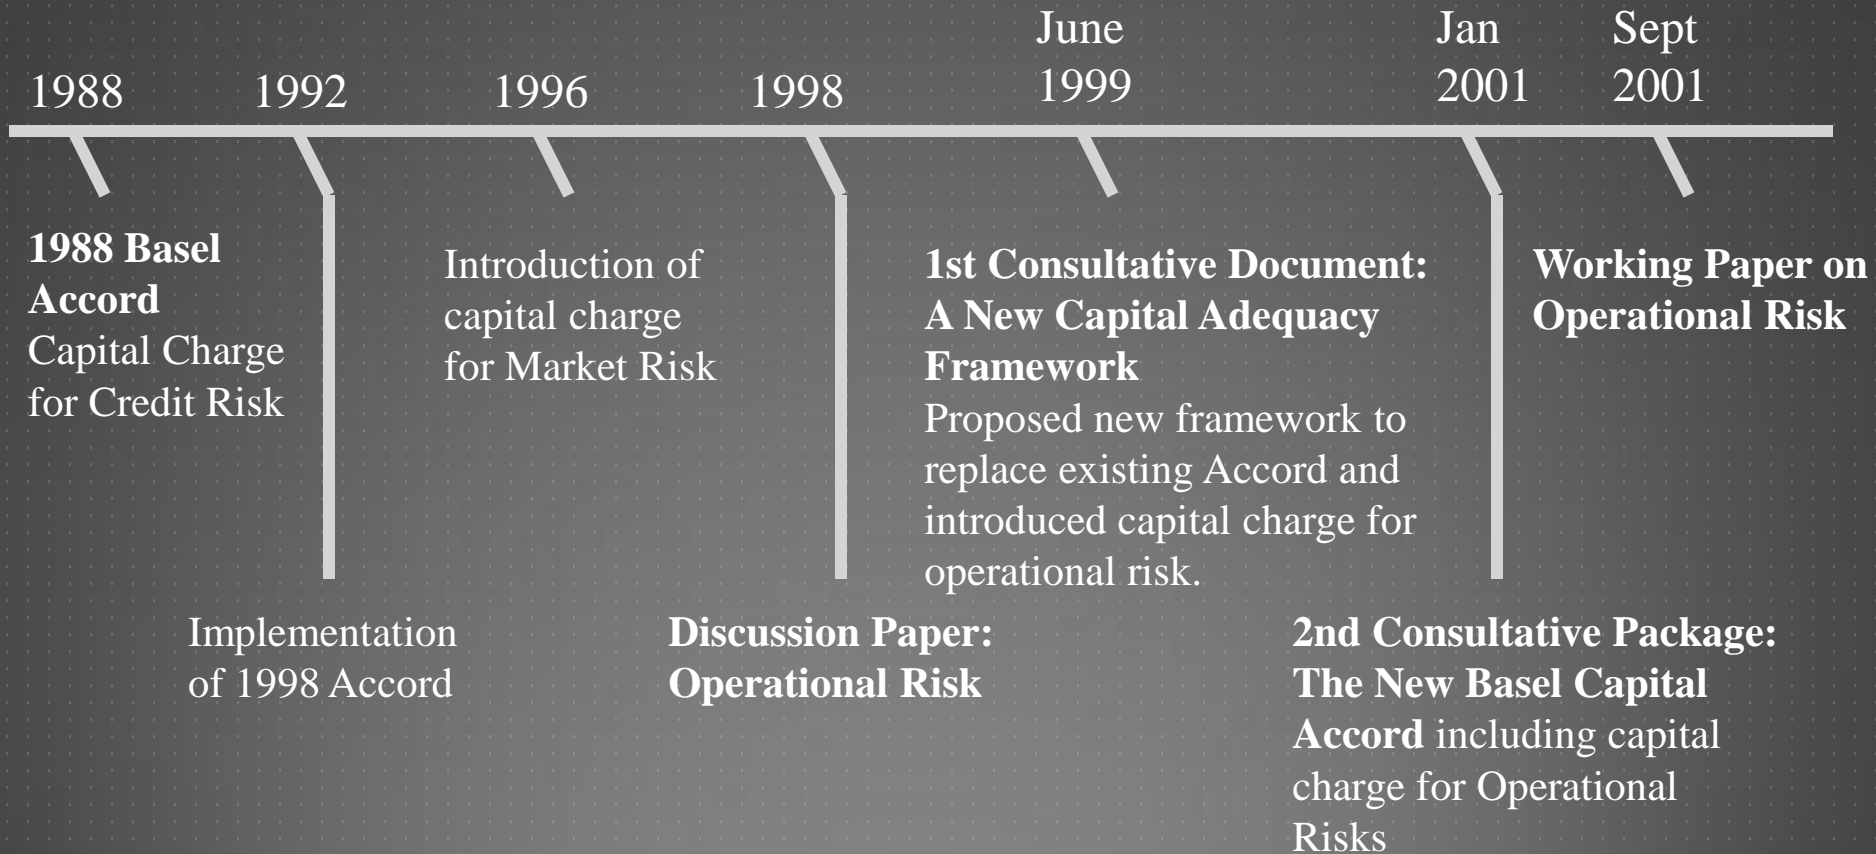 1988
1992
1996
1998
June
1999
Jan
2001
Sept
2001
1988 Basel
Accord
Capital Charge
for Credit Risk
Implementation
of 1998 Accord
Introduction of
capital charge
for Market Risk
Discussion Paper:
Operational Risk
1st Consultative Document:
A New Capital Adequacy
Framework
Proposed new framework to
replace existing Accord and
introduced capital charge for
operational risk.
2nd Consultative Package:
The New Basel Capital
Accord including capital
charge for Operational
Risks
Working Paper on
Operational Risk